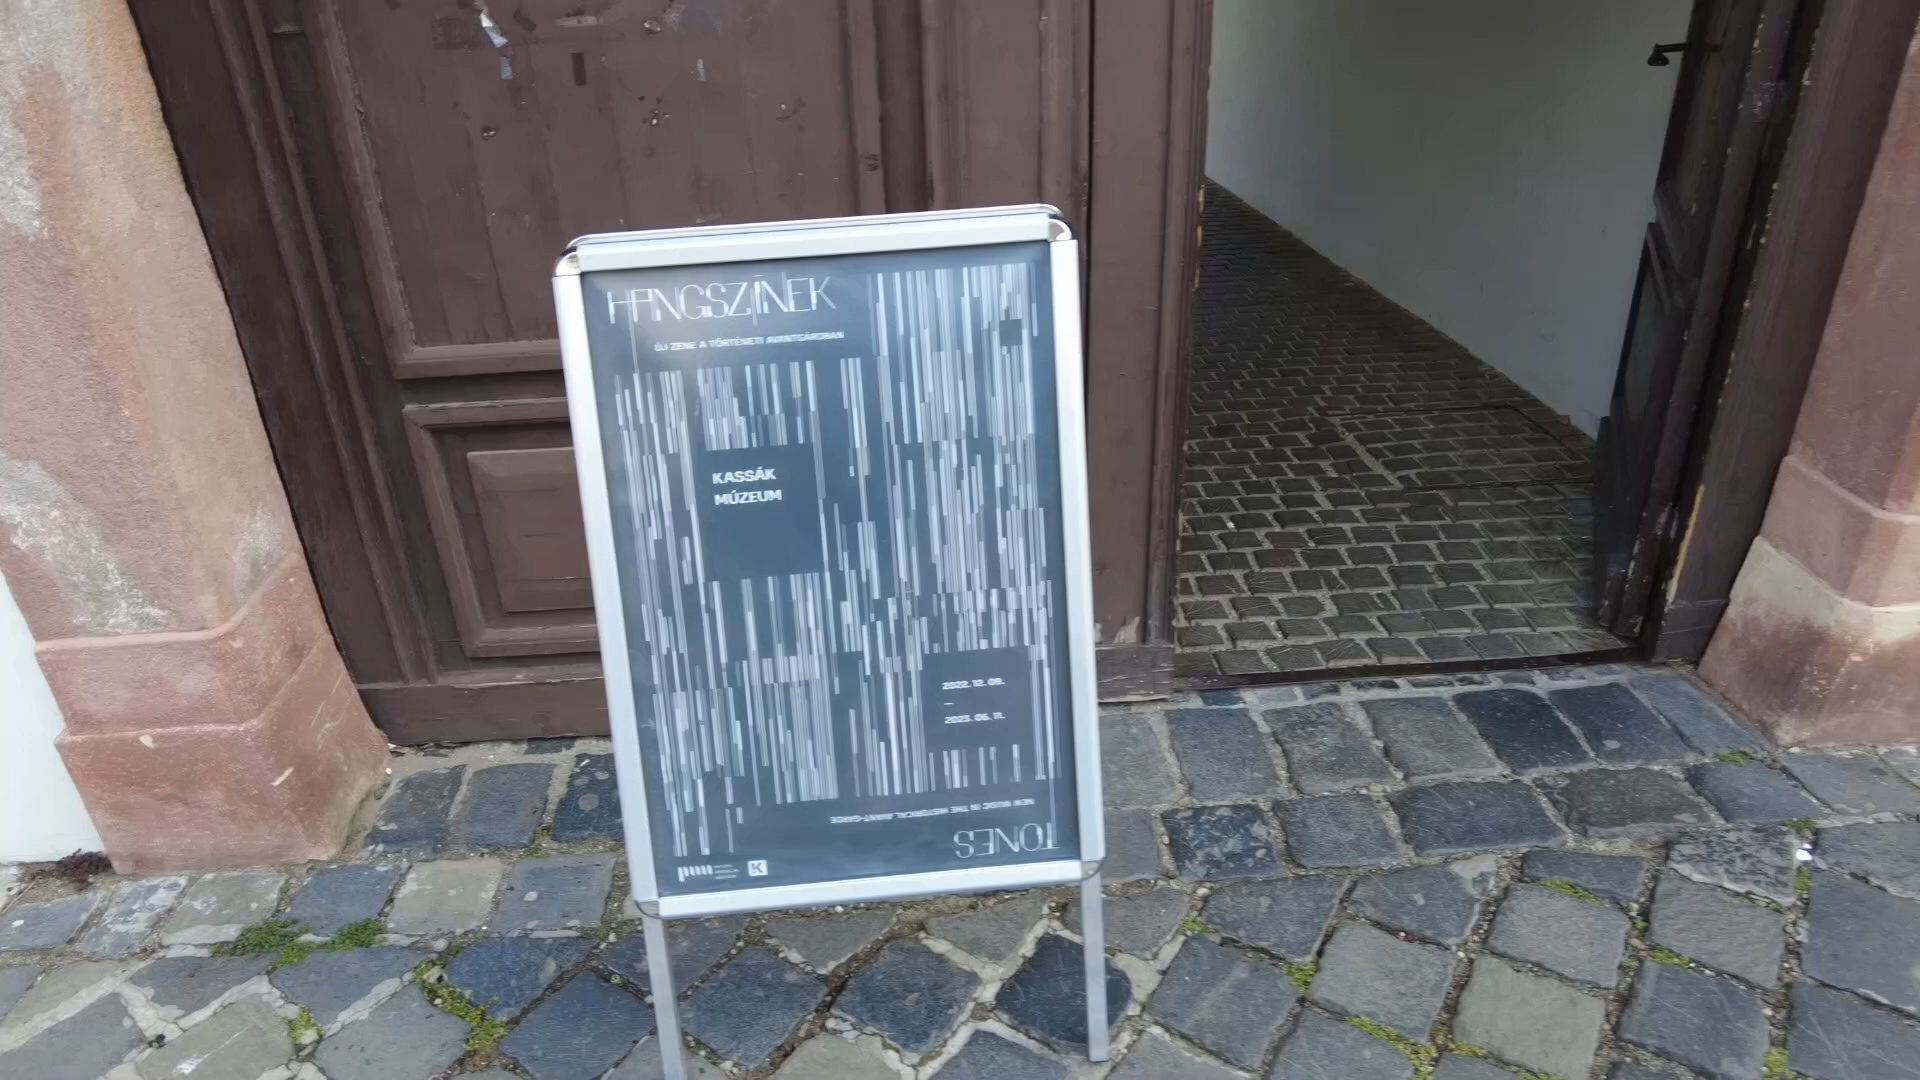 HANGSZÍNEK
ÚJ ZENE A TÖRTÉNETI AVANTGÁRDBAN
KASSÁK
MÚZEUM
2022. 12. 09.
—
2023. 06. 11.
NEW MUSIC IN THE HISTORICAL AVANT-GARDE
TONES
pim
K